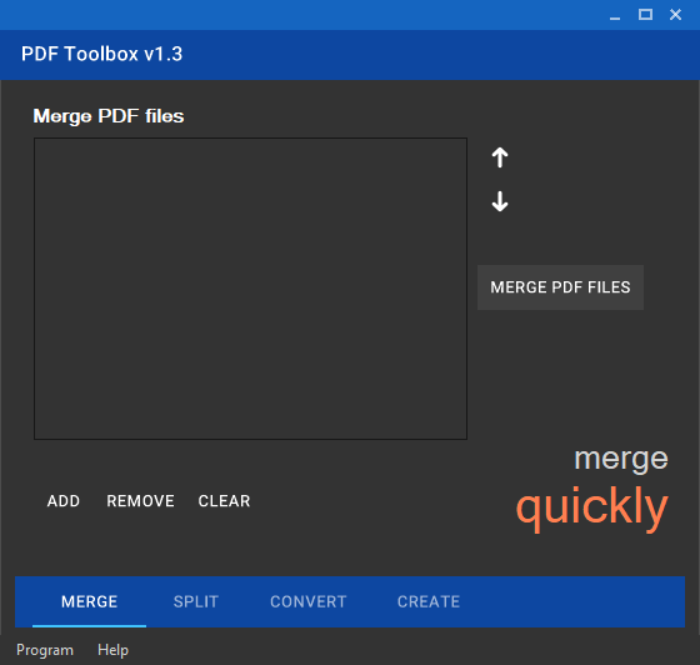 PDF Toolbox v1.3
Merge PDF files
MERGE PDF FILES
merge
quickly
ADD REMOVE CLEAR
MERGE SPLIT CONVERT CREATE
Program Help